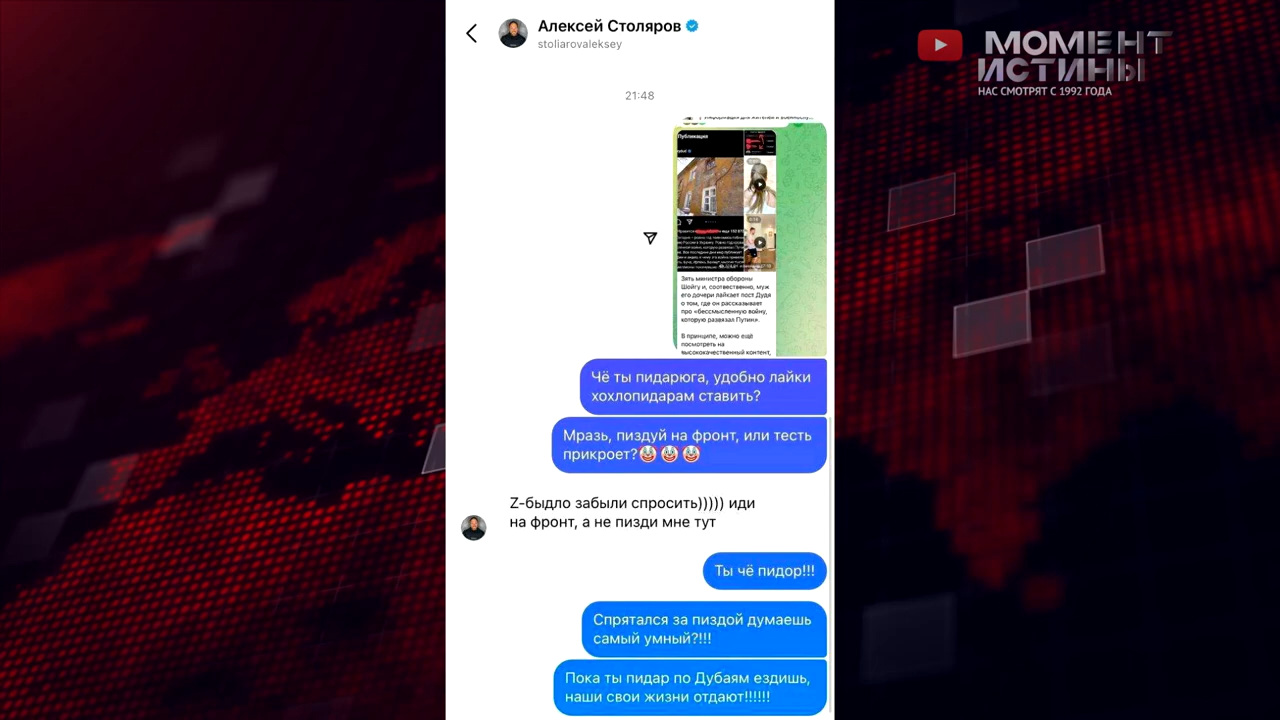 Алексей Столяров
stoliarovaleksey
МОМЕНТ
ИСТИНЫ
НАС СМОТРЯТ С 1992 ГОДА
21:48
Публикация
Зять министра обороны
Шойгу и, соотвественно, муж
его дочери лайкает пост Дудя
о том, где он рассказывает
про «бессмысленную войну,
которую развязал Путин».
В принципе, можно ещё
посмотреть на
высококачественный контент,
Чё ты пидарюга, удобно лайки
хохлопидарам ставить?
Мразь, пиздуй на фронт, или тесть
прикроет?🤡🤡🤡
Z-быдло забыли спросить))))) иди
на фронт, а не пизди мне тут
Ты чё пидор!!!
Спрятался за пиздой думаешь
самый умный?!!!
Пока ты пидар по Дубаям ездишь,
наши свои жизни отдают!!!!!!